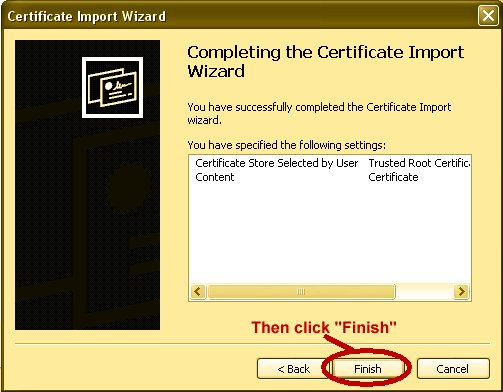 Certificate Import Wizard
Completing the Certificate Import
Wizard
You have successfully completed the Certificate Import
wizard.
You have specified the following settings:
Certificate Store Selected by User Trusted Root Certifica
Content Certificate
Then click "Finish"
< Back Finish Cancel